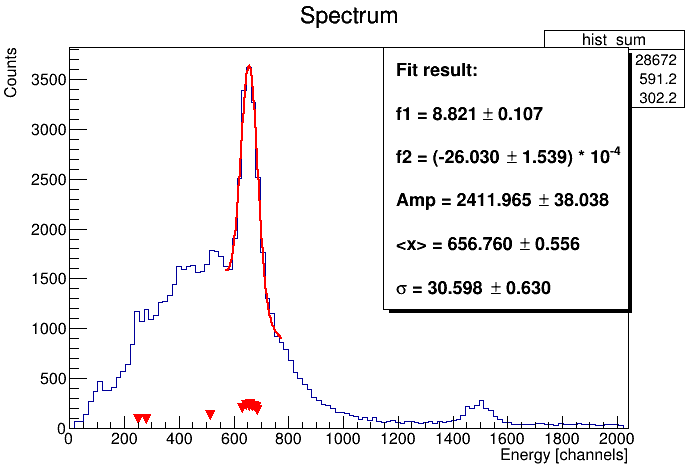 Spectrum
Counts
hist_sum
28672
591.2
302.2
Fit result:
f1 = 8.821 ± 0.107
f2 = (-26.030 ± 1.539) * 10^-4
Amp = 2411.965 ± 38.038
<x> = 656.760 ± 0.556
σ = 30.598 ± 0.630
3500
3000
2500
2000
1500
1000
500
0
0 200 400 600 800 1000 1200 1400 1600 1800 2000
Energy [channels]